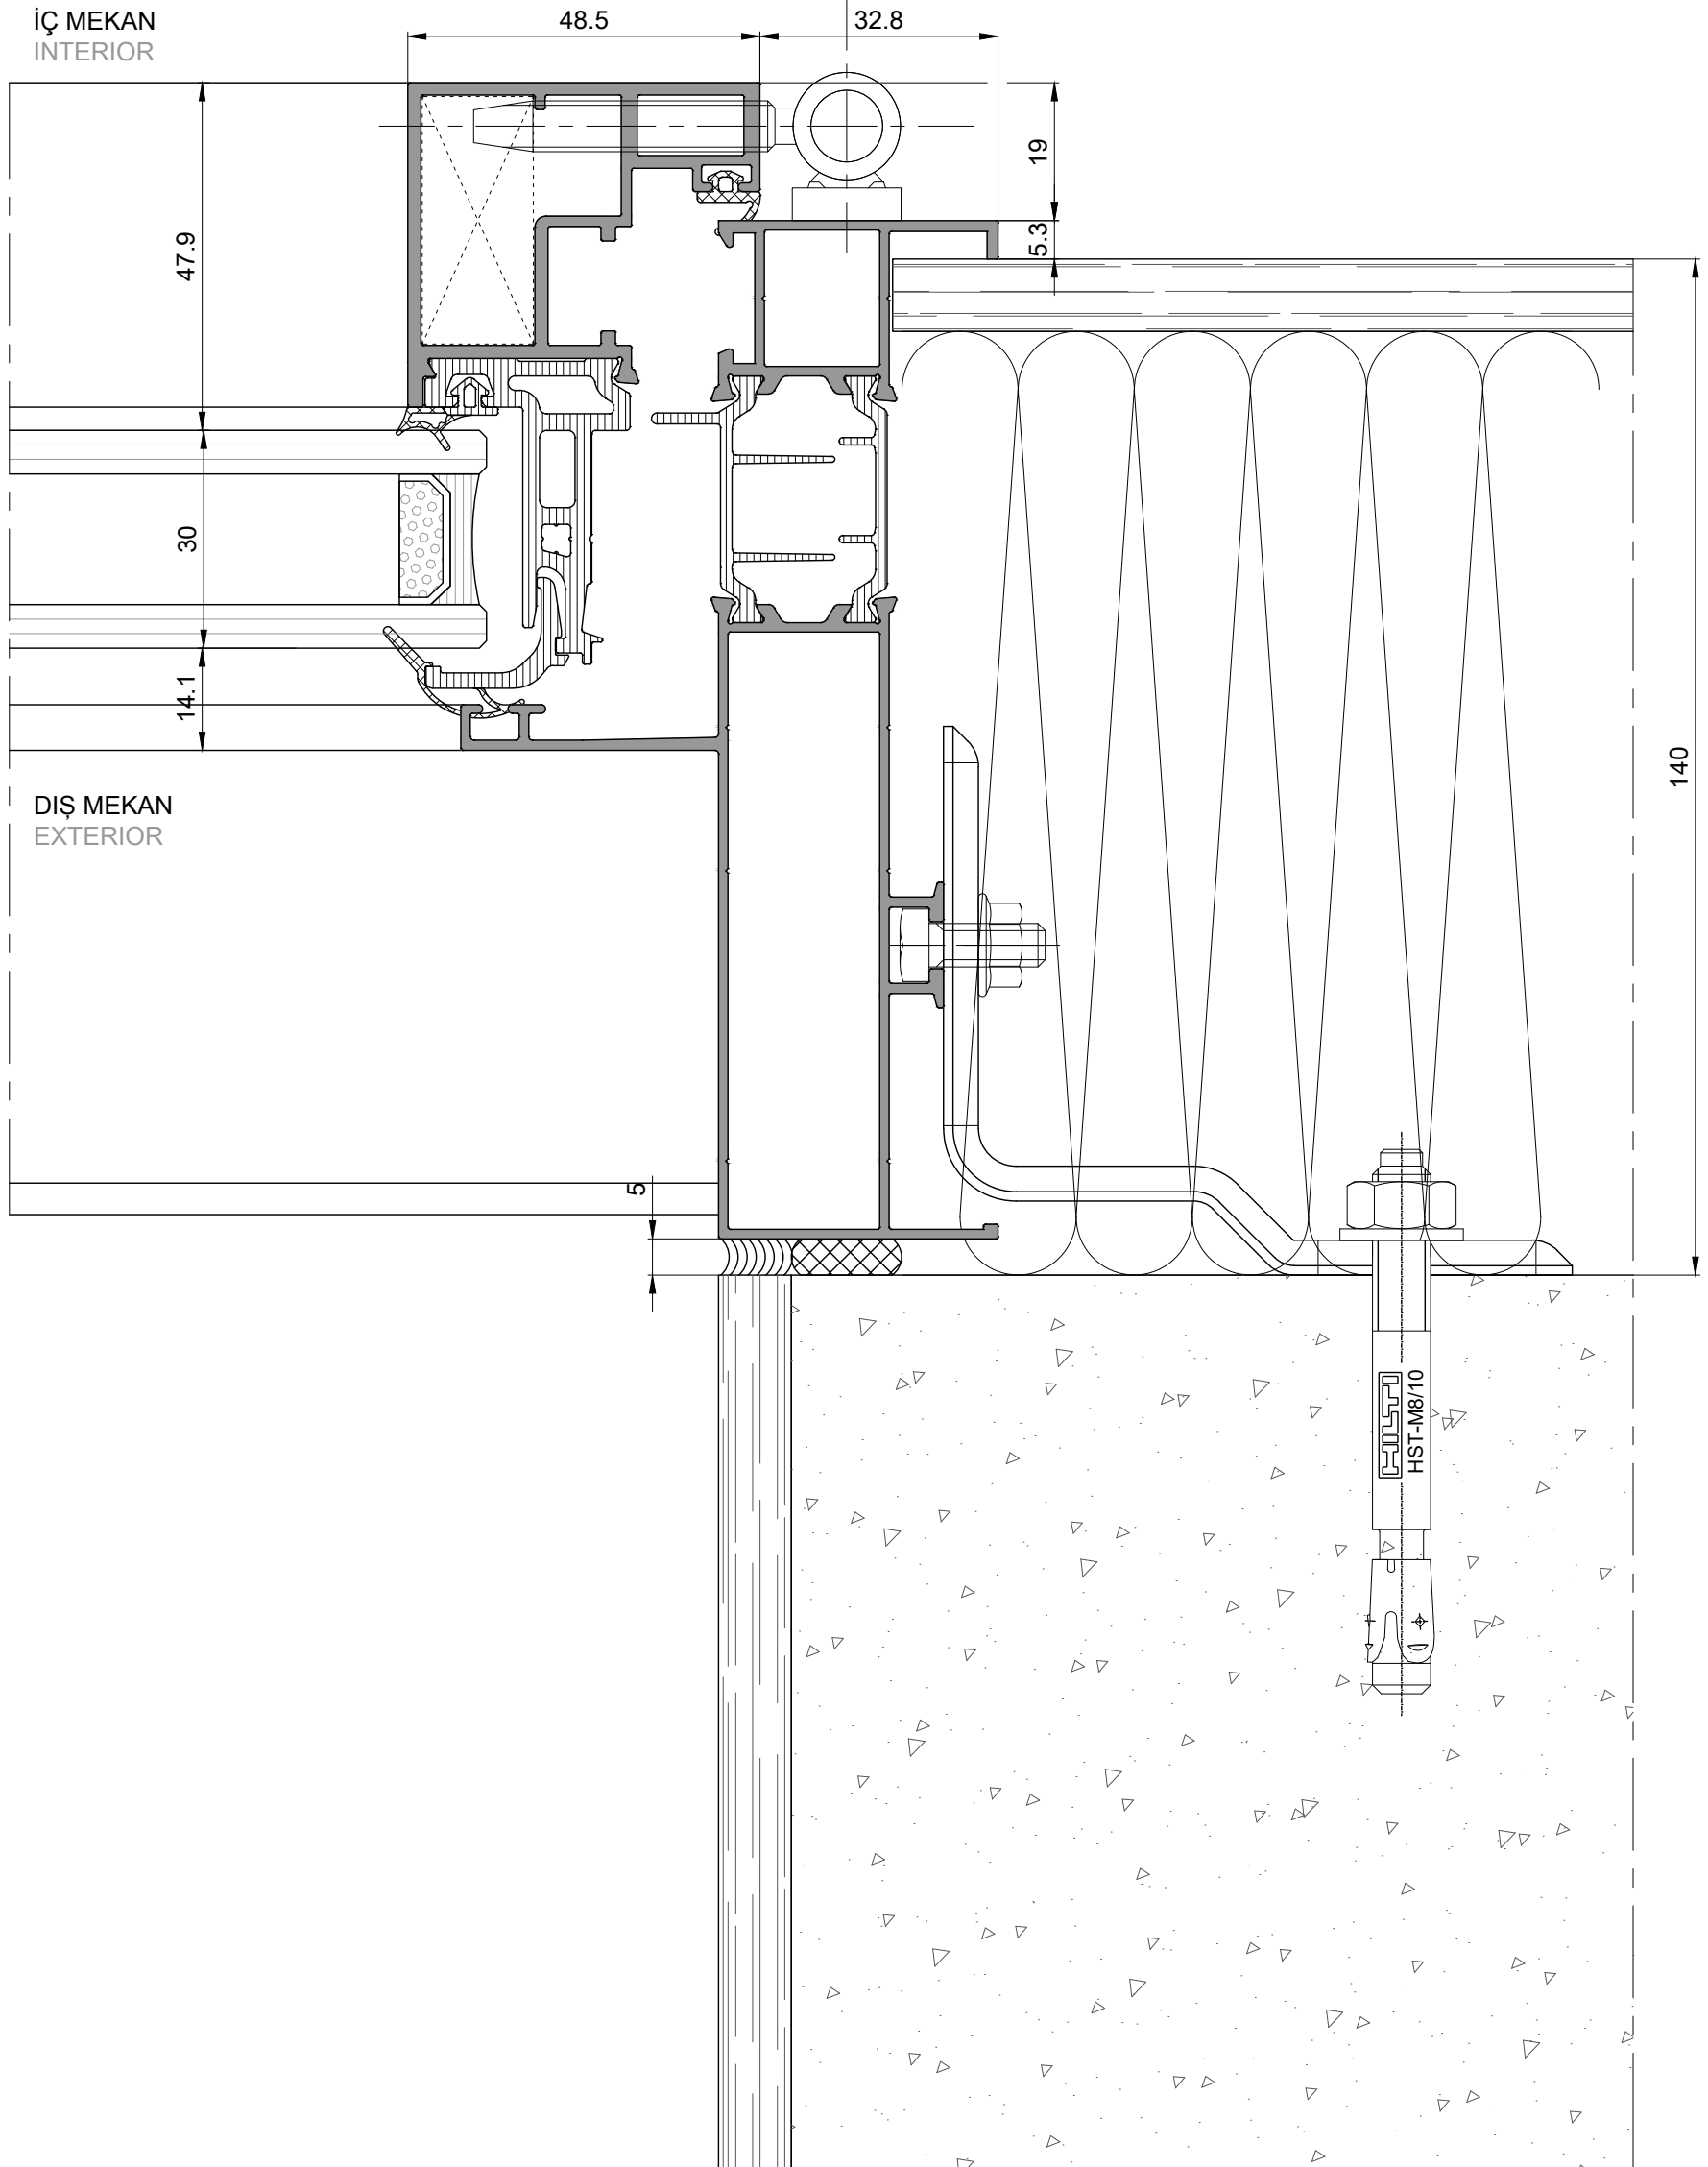 İÇ MEKAN
INTERIOR
48.5
32.8
19
5.3
47.9
30
14.1
140
DIŞ MEKAN
EXTERIOR
5
HILTI
HST-M8/10